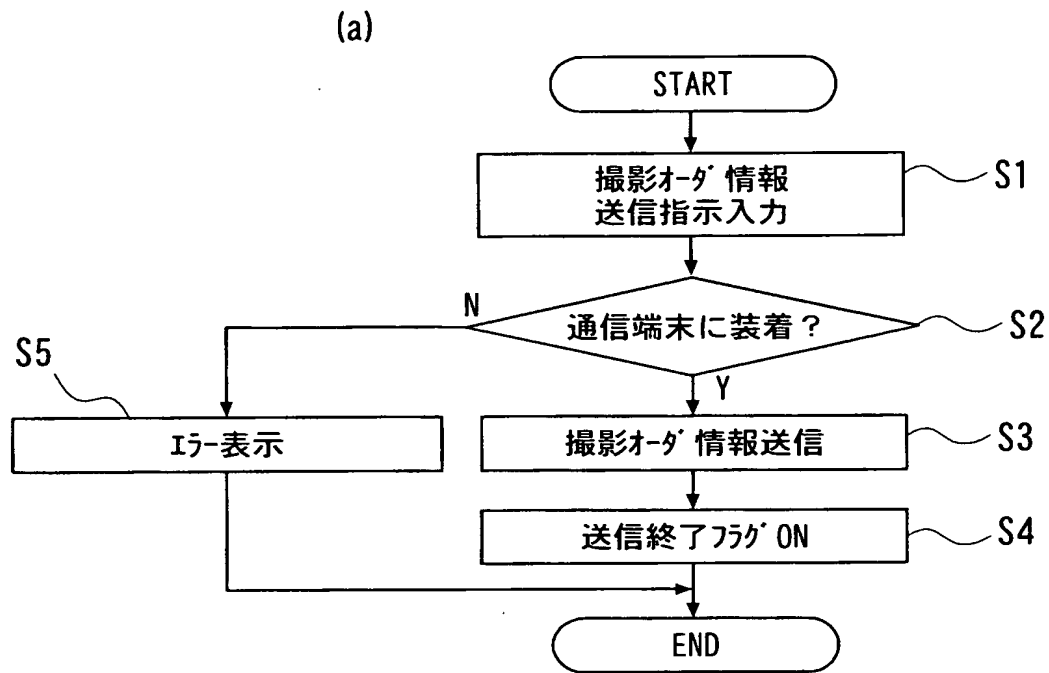 (a)
START
撮影ｵｰﾀﾞ情報
送信指示入力
S1
N
通信端末に装着？
S2
S5
Y
ｴﾗｰ表示
撮影ｵｰﾀﾞ情報送信
S3
送信終了ﾌﾗｸﾞON
S4
END